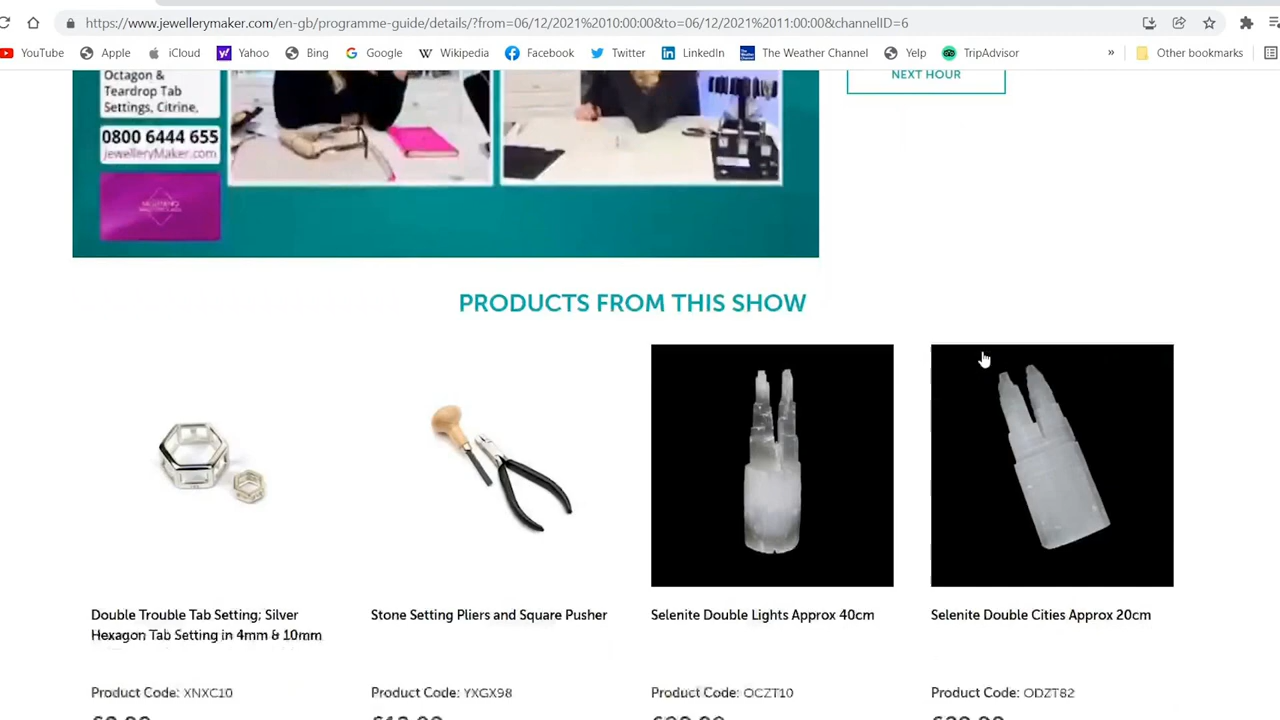 https://www.jewellerymaker.com/en-gb/programme-guide/details/?from=06/12/2021%2010:00:00&to=06/12/2021%2011:00:00&channelID=6
YouTube Apple iCloud Yahoo Bing Google Wikipedia Facebook Twitter LinkedIn The Weather Channel Yelp TripAdvisor » Other bookmarks
NEXT HOUR
Octagon &
Teardrop Tab
Settings, Citrine,
0800 6444 655
JewelleryMaker.com
PRODUCTS FROM THIS SHOW
Double Trouble Tab Setting; Silver
Hexagon Tab Setting in 4mm & 10mm
Stone Setting Pliers and Square Pusher
Selenite Double Lights Approx 40cm
Selenite Double Cities Approx 20cm
Product Code: XNXC10
Product Code: YXGX98
Product Code: OCZT10
Product Code: ODZT82